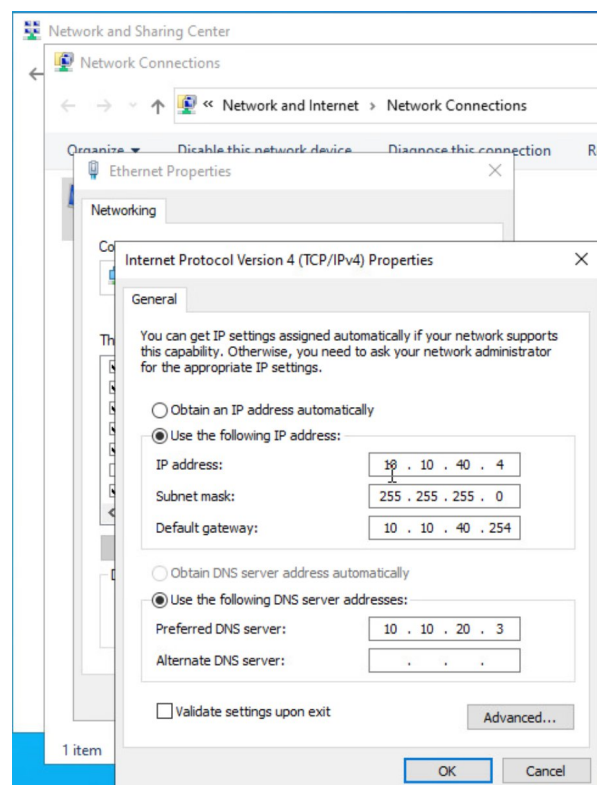 Network and Sharing Center
Network Connections
« Network and Internet › Network Connections
Organize Disable this network device Diagnose this connection R
Ethernet Properties
Networking
Co
Internet Protocol Version 4 (TCP/IPv4) Properties
General
Th
You can get IP settings assigned automatically if your network supports
this capability. Otherwise, you need to ask your network administrator
for the appropriate IP settings.
Obtain an IP address automatically
Use the following IP address:
IP address: . 10 . 40 . 4
Subnet mask: 255 . 255 . 255 . 0
Default gateway: 10 . 10 . 40 . 254
Obtain DNS server address automatically
Use the following DNS server addresses:
Preferred DNS server: 10 . 10 . 20 . 3
Alternate DNS server: . . .
Validate settings upon exit
Advanced...
1 item
OK Cancel